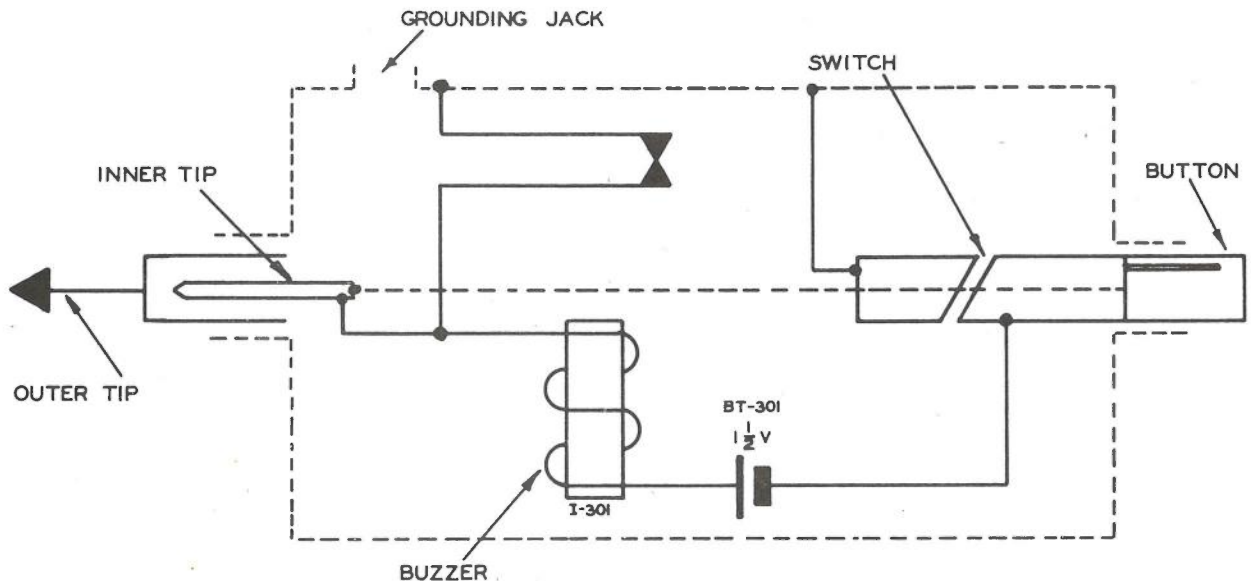 GROUNDING JACK
SWITCH
INNER TIP
BUTTON
OUTER TIP
BT-301
1 1/2 V
I-301
BUZZER